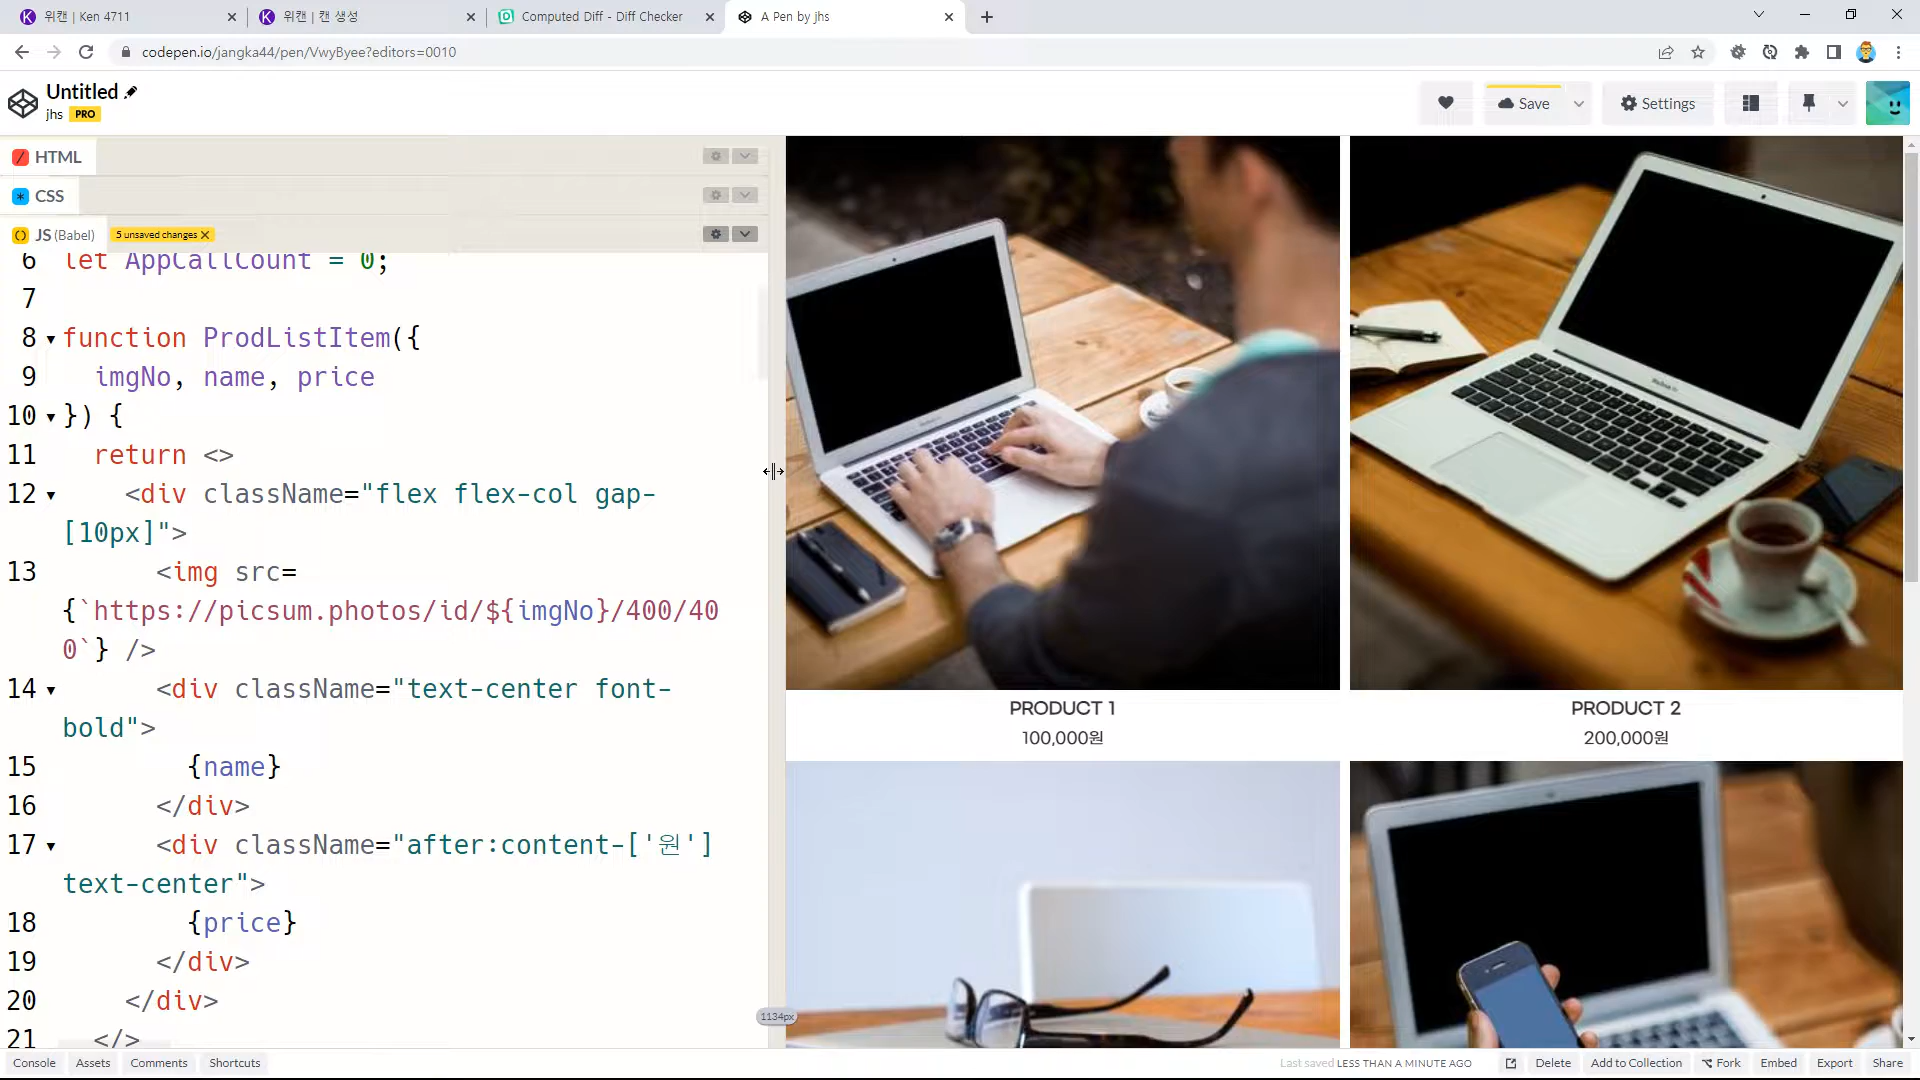 위캔 | Ken 4711
위캔 | 캔 생성
Computed Diff - Diff Checker
A Pen by jhs
codepen.io/jangka44/pen/VwyByee?editors=0010
Untitled
jhs PRO
Save
Settings
HTML
CSS
JS (Babel) 5 unsaved changes X
6 let AppCallCount = 0;
7
8 function ProdListItem({
9 imgNo, name, price
10 }) {
11 return <>
12 <div className="flex flex-col gap-
[10px]">
13 <img src=
{`https://picsum.photos/id/${imgNo}/400/40
0`} />
14 <div className="text-center font-
bold">
15 {name}
16 </div>
17 <div className="after:content-['원']
text-center">
18 {price}
19 </div>
20 </div>
21 </>
PRODUCT 1
100,000원
PRODUCT 2
200,000원
1134px
Console
Assets
Comments
Shortcuts
Last saved LESS THAN A MINUTE AGO
Delete
Add to Collection
Fork
Embed
Export
Share